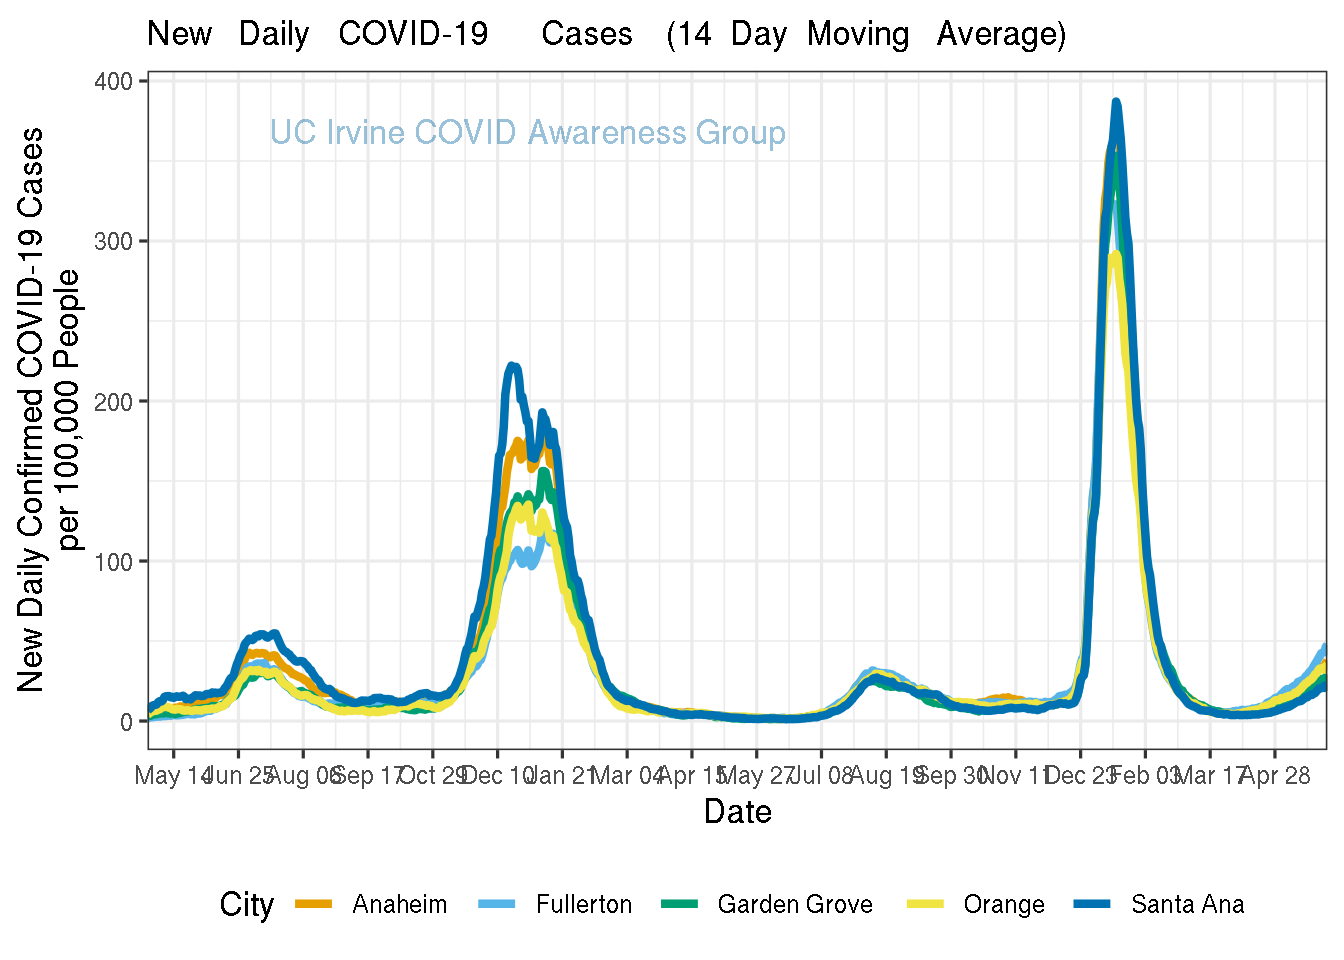 New Daily COVID-19 Cases (14 Day Moving Average)
400
300
200
100
0
UC Irvine COVID Awareness Group
New Daily Confirmed COVID-19 Cases
per 100,000 People
May 14 Jun 25 Aug 06 Sep 17 Oct 29 Dec 10 Jan 21 Mar 04 Apr 15 May 27 Jul 08 Aug 19 Sep 30 Nov 11 Dec 23 Feb 03 Mar 17 Apr 28
Date
City Anaheim Fullerton Garden Grove Orange Santa Ana